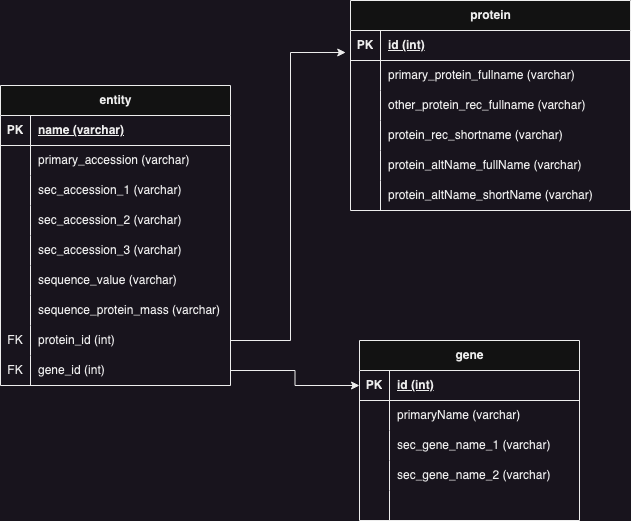 protein
PK id (int)
primary_protein_fullname (varchar)
other_protein_rec_fullname (varchar)
protein_rec_shortname (varchar)
protein_altName_fullName (varchar)
protein_altName_shortName (varchar)
entity
PK name (varchar)
primary_accession (varchar)
sec_accession_1 (varchar)
sec_accession_2 (varchar)
sec_accession_3 (varchar)
sequence_value (varchar)
sequence_protein_mass (varchar)
FK protein_id (int)
FK gene_id (int)
gene
PK id (int)
primaryName (varchar)
sec_gene_name_1 (varchar)
sec_gene_name_2 (varchar)